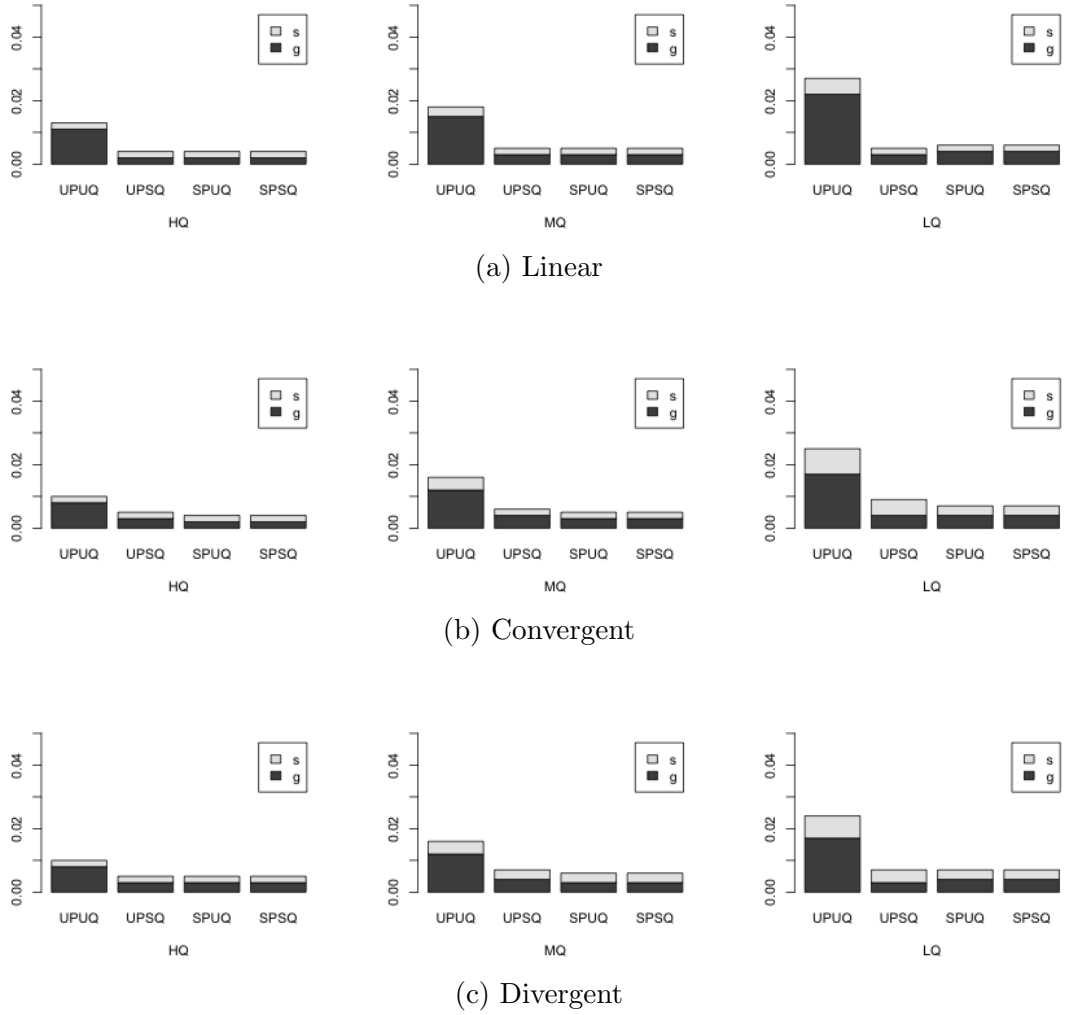 0.04
s
g
0.02
0.00
UPUQ UPSQ SPUQ SPSQ
HQ
0.04
s
g
0.02
0.00
UPUQ UPSQ SPUQ SPSQ
MQ
0.04
s
g
0.02
0.00
UPUQ UPSQ SPUQ SPSQ
LQ
(a) Linear
0.04
s
g
0.02
0.00
UPUQ UPSQ SPUQ SPSQ
HQ
0.04
s
g
0.02
0.00
UPUQ UPSQ SPUQ SPSQ
MQ
0.04
s
g
0.02
0.00
UPUQ UPSQ SPUQ SPSQ
LQ
(b) Convergent
0.04
s
g
0.02
0.00
UPUQ UPSQ SPUQ SPSQ
HQ
0.04
s
g
0.02
0.00
UPUQ UPSQ SPUQ SPSQ
MQ
0.04
s
g
0.02
0.00
UPUQ UPSQ SPUQ SPSQ
LQ
(c) Divergent